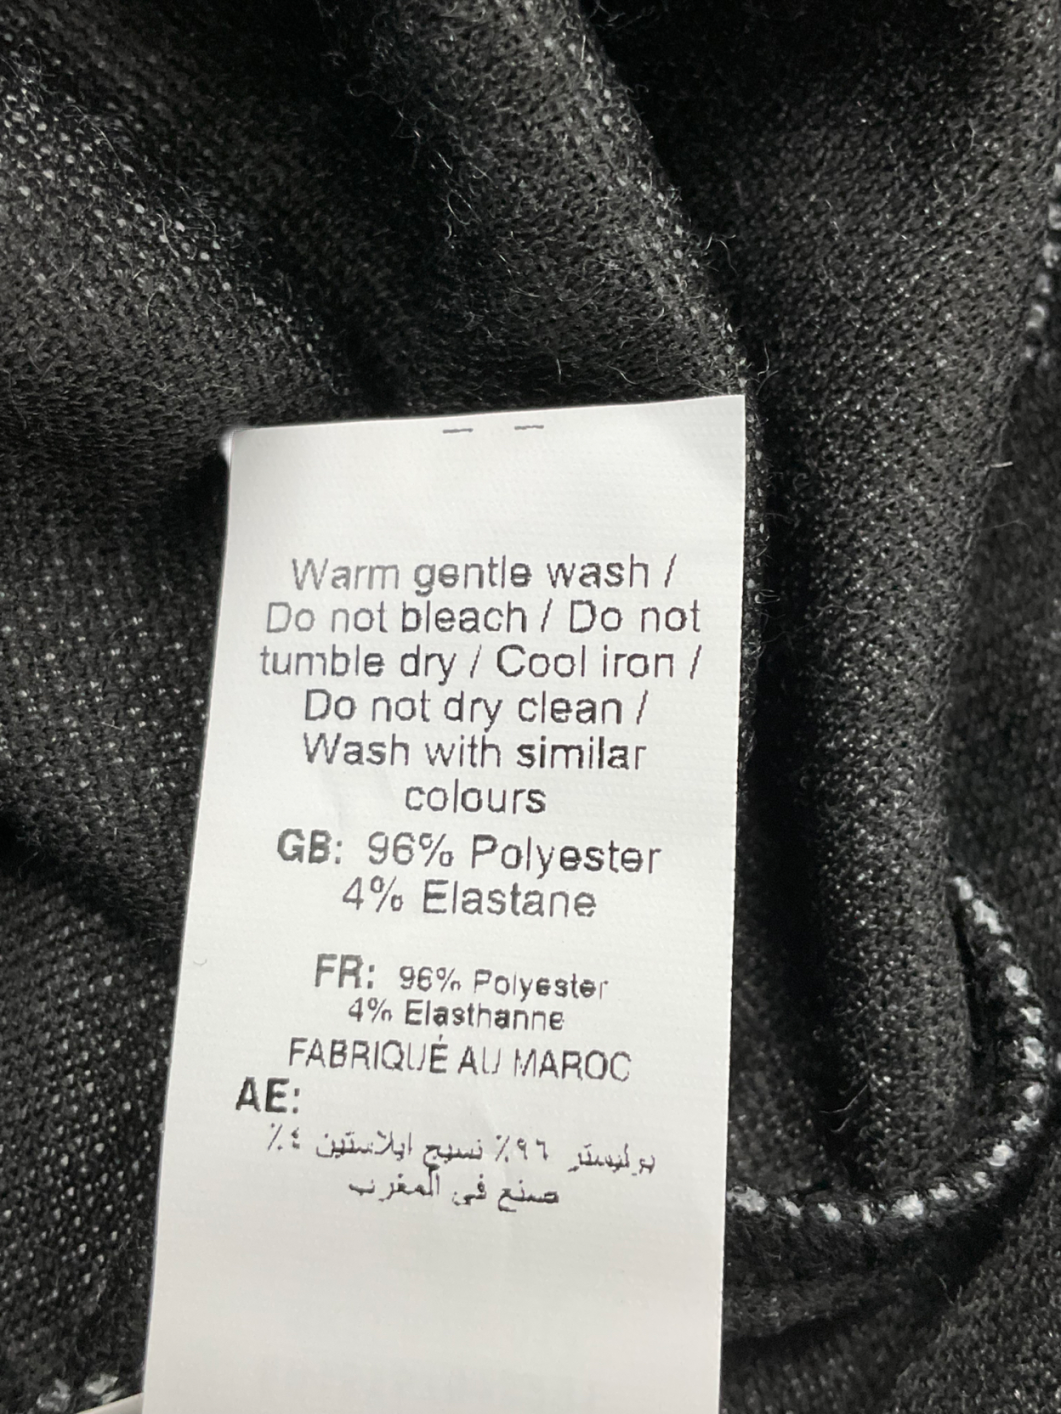 Warm gentle wash /
Do not bleach / Do not
tumble dry / Cool iron /
Do not dry clean /
Wash with similar
colours
GB: 96% Polyester
4% Elastane
FR: 96% Polyester
4% Elasthanne
FABRIQUÉ AU MAROC
AE:
بوليستر ٩٦٪ نسيج ايلاستين ٤٪
صنع في المغرب